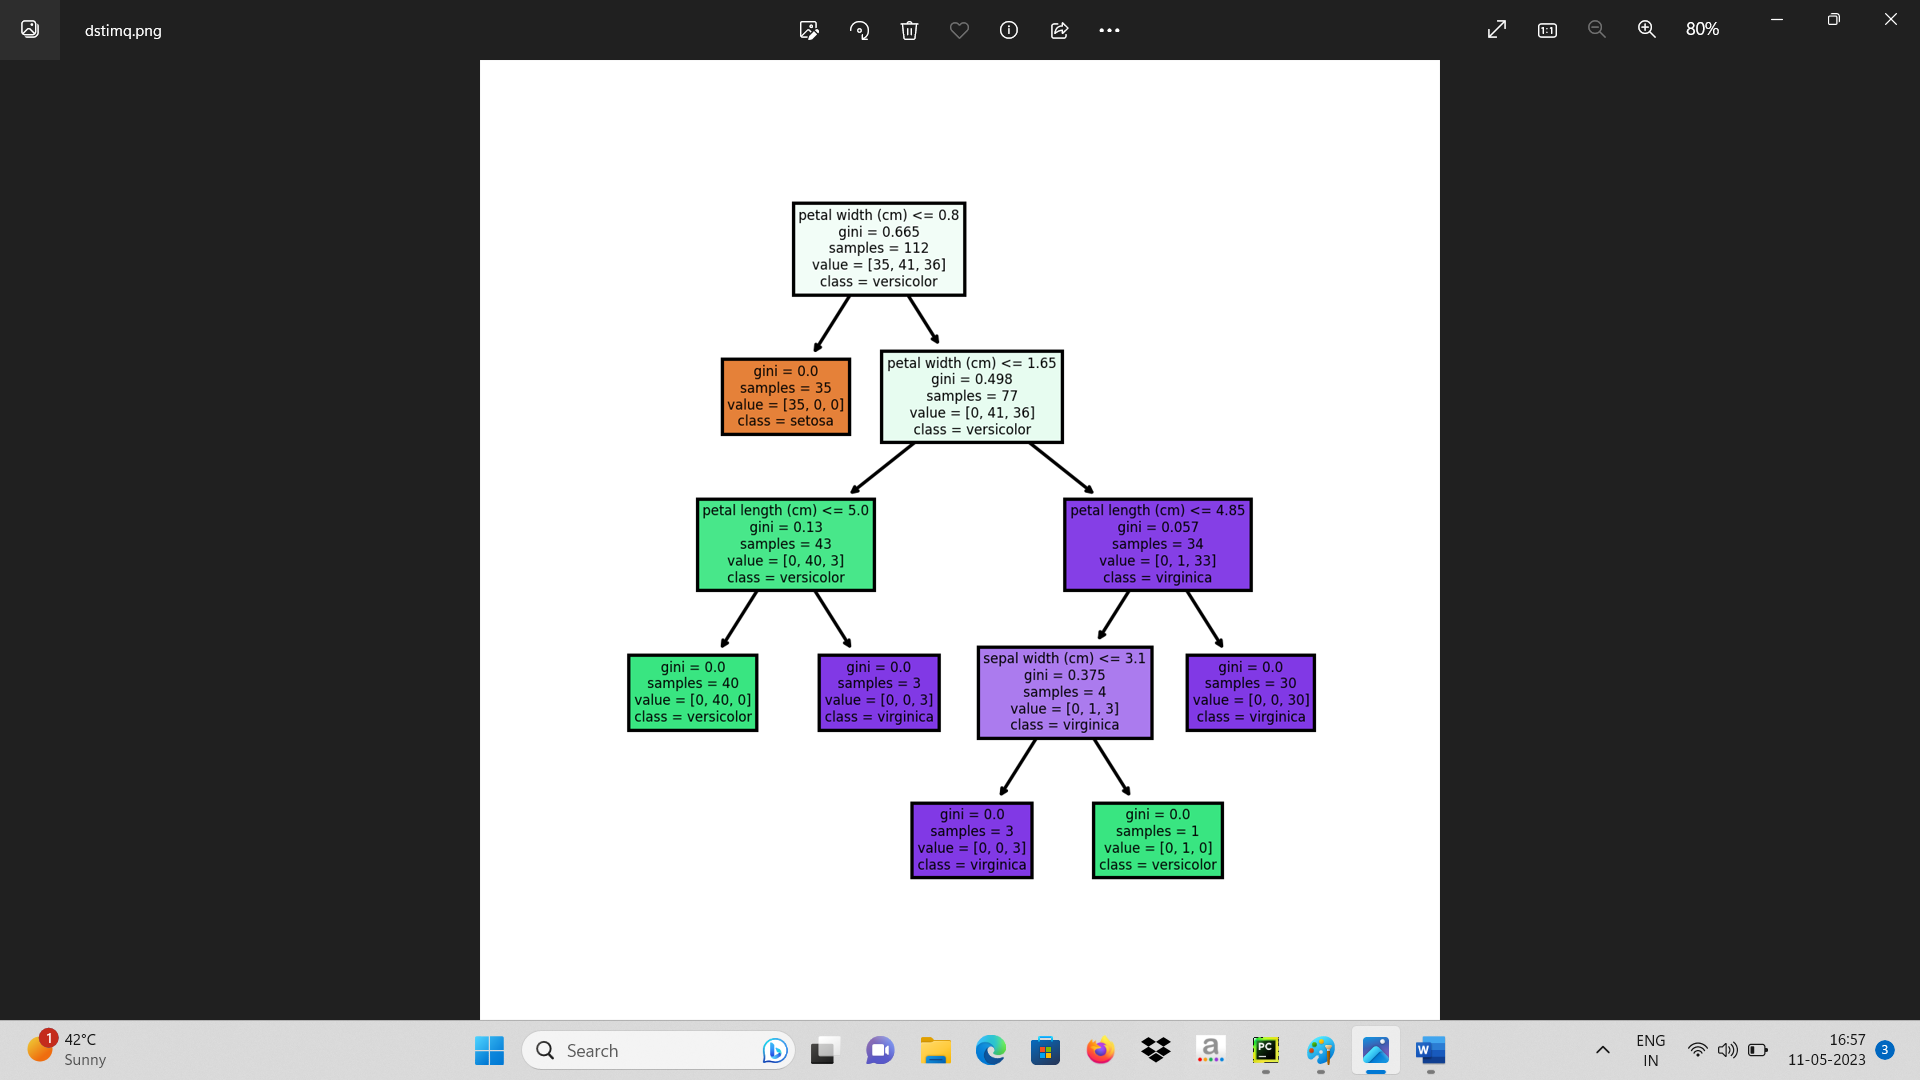 dstimq.png
80%
petal width (cm) <= 0.8
gini = 0.665
samples = 112
value = [35, 41, 36]
class = versicolor
gini = 0.0
samples = 35
value = [35, 0, 0]
class = setosa
petal width (cm) <= 1.65
gini = 0.498
samples = 77
value = [0, 41, 36]
class = versicolor
petal length (cm) <= 5.0
gini = 0.13
samples = 43
value = [0, 40, 3]
class = versicolor
petal length (cm) <= 4.85
gini = 0.057
samples = 34
value = [0, 1, 33]
class = virginica
gini = 0.0
samples = 40
value = [0, 40, 0]
class = versicolor
gini = 0.0
samples = 3
value = [0, 0, 3]
class = virginica
sepal width (cm) <= 3.1
gini = 0.375
samples = 4
value = [0, 1, 3]
class = virginica
gini = 0.0
samples = 30
value = [0, 0, 30]
class = virginica
gini = 0.0
samples = 3
value = [0, 0, 3]
class = virginica
gini = 0.0
samples = 1
value = [0, 1, 0]
class = versicolor
1
42°C
Sunny
Search
a
PC
W
ENG
IN
16:57
11-05-2023
3